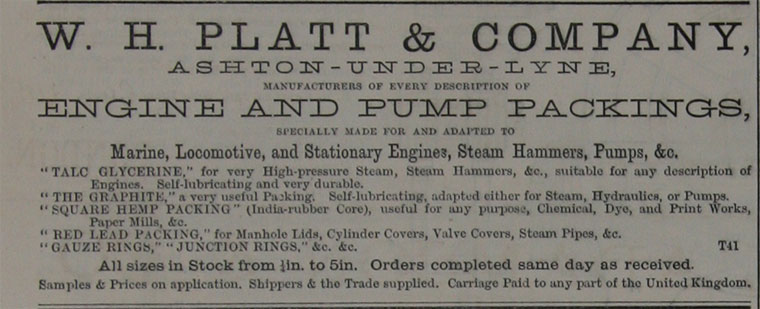 W. H. PLATT & COMPANY,
ASHTON-UNDER-LYNE,
MANUFACTURERS OF EVERY DESCRIPTION OF
ENGINE AND PUMP PACKINGS,
SPECIALLY MADE FOR AND ADAPTED TO
Marine, Locomotive, and Stationary Engines, Steam Hammers, Pumps, &c.
"TALC GLYCERINE," for very High-pressure Steam, Steam Hammers, &c., suitable for any description of
Engines. Self-lubricating and very durable.
"THE GRAPHITE," a very useful Packing. Self-lubricating, adapted either for Steam, Hydraulics, or Pumps.
"SQUARE HEMP PACKING" (India-rubber Core), useful for any purpose, Chemical, Dye, and Print Works,
Paper Mills, &c.
"RED LEAD PACKING," for Manhole Lids, Cylinder Covers, Valve Covers, Steam Pipes, &c.
"GAUZE RINGS," "JUNCTION RINGS," &c. &c. T41
All sizes in Stock from ¼in. to 5in. Orders completed same day as received.
Samples & Prices on application. Shippers & the Trade supplied. Carriage Paid to any part of the United Kingdom.